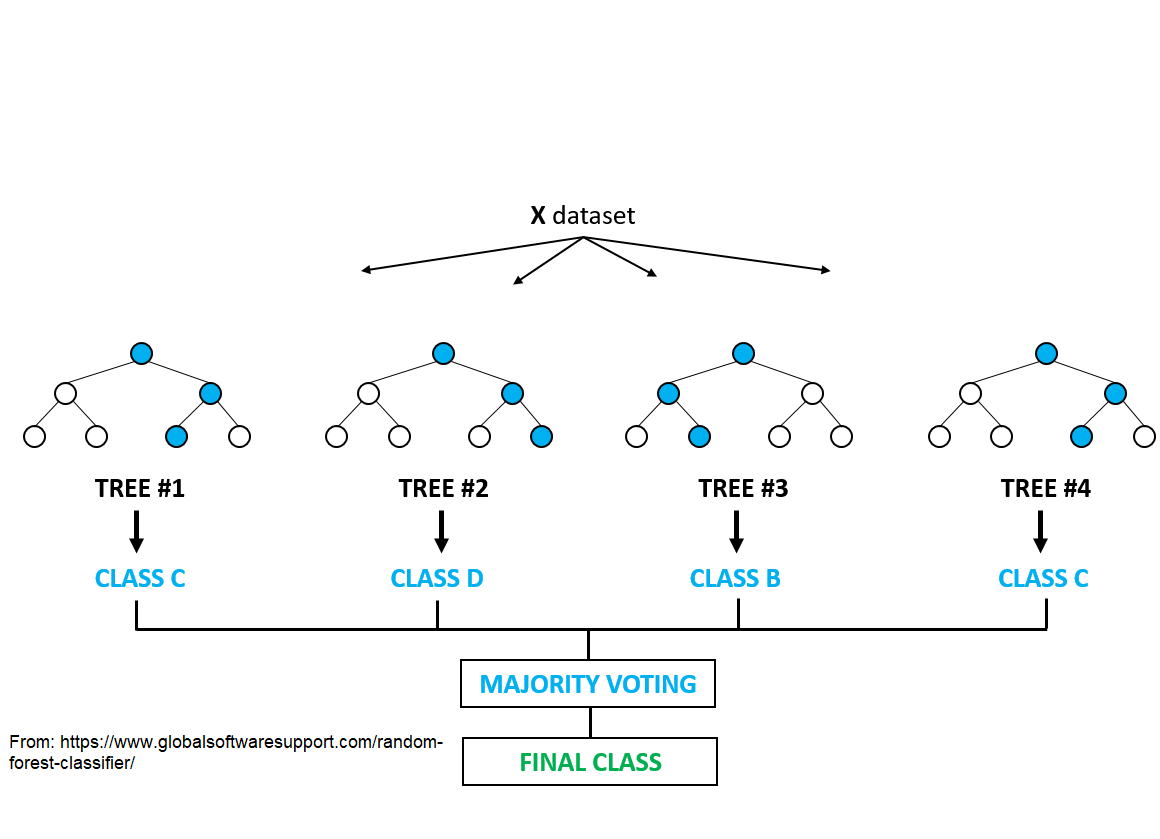 X dataset
TREE #1
TREE #2
TREE #3
TREE #4
CLASS C
CLASS D
CLASS B
CLASS C
MAJORITY VOTING
From: https://www.globalsoftwaresupport.com/random-
forest-classifier/
FINAL CLASS